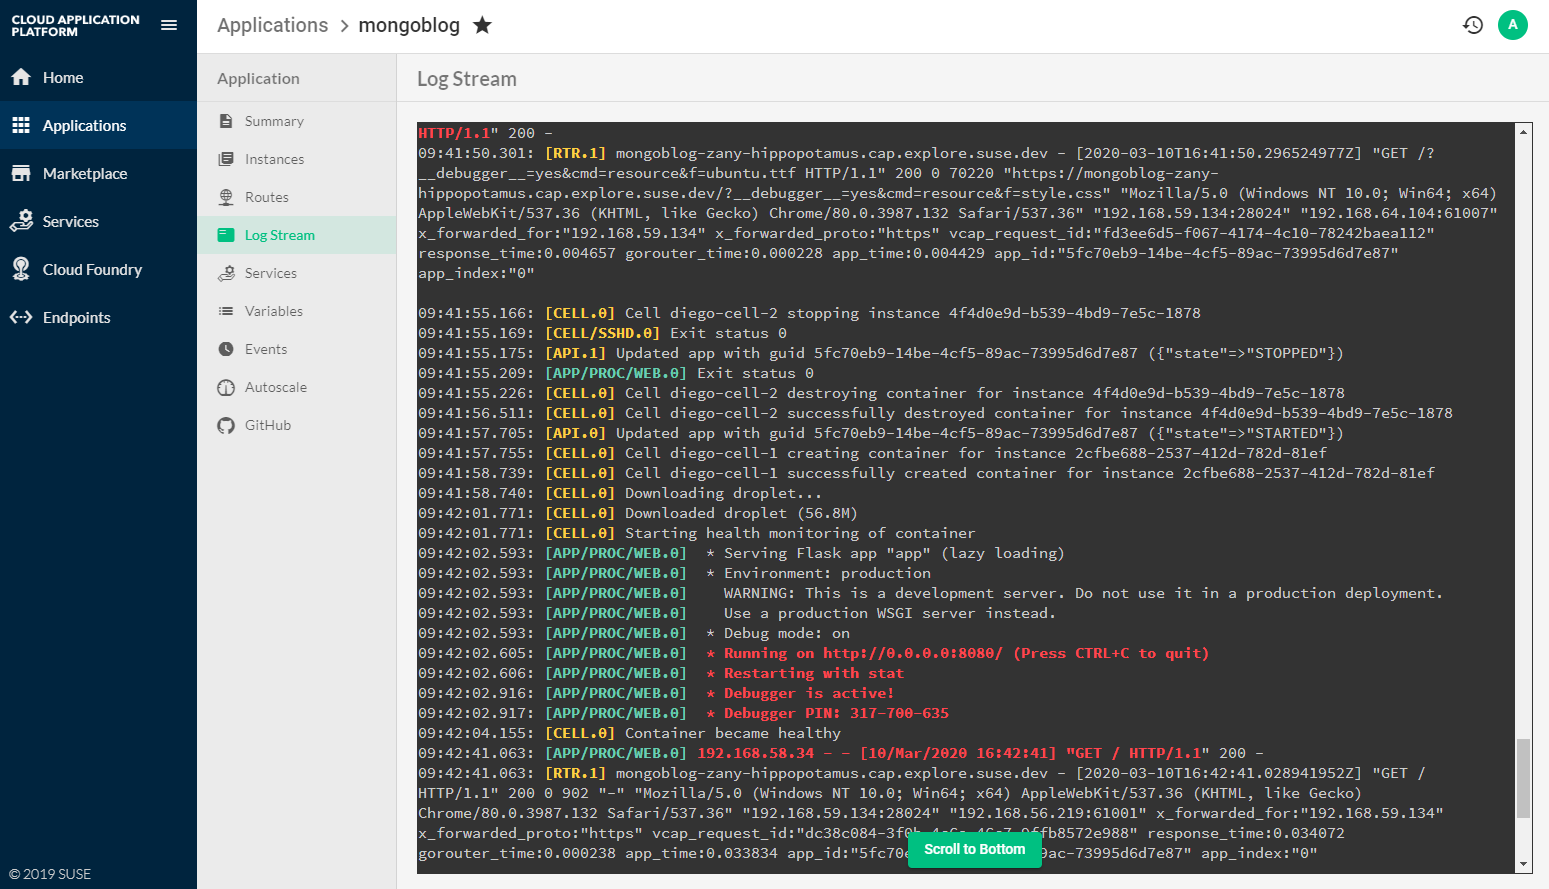 CLOUD APPLICATION
PLATFORM
Home
Applications
Marketplace
Services
Cloud Foundry
Endpoints
© 2019 SUSE
Applications > mongoblog
A
Application
Summary
Instances
Routes
Log Stream
Services
Variables
Events
Autoscale
GitHub
Log Stream
HTTP/1.1" 200 -
09:41:50.301: [RTR.1] mongoblog-zany-hippopotamus.cap.explore.suse.dev - [2020-03-10T16:41:50.296524977Z] "GET /?
__debugger__=yes&cmd=resource&f=ubuntu.ttf HTTP/1.1" 200 0 70220 "https://mongoblog-zany-
hippopotamus.cap.explore.suse.dev/?__debugger__=yes&cmd=resource&f=style.css" "Mozilla/5.0 (Windows NT 10.0; Win64; x64)
AppleWebKit/537.36 (KHTML, like Gecko) Chrome/80.0.3987.132 Safari/537.36" "192.168.59.134:28024" "192.168.64.104:61007"
x_forwarded_for:"192.168.59.134" x_forwarded_proto:"https" vcap_request_id:"fd3ee6d5-f067-4174-4c10-78242baea112"
response_time:0.004657 gorouter_time:0.000228 app_time:0.004429 app_id:"5fc70eb9-14be-4cf5-89ac-73995d6d7e87"
app_index:"0"
09:41:55.166: [CELL.0] Cell diego-cell-2 stopping instance 4f4d0e9d-b539-4bd9-7e5c-1878
09:41:55.169: [CELL/SSHD.0] Exit status 0
09:41:55.175: [API.1] Updated app with guid 5fc70eb9-14be-4cf5-89ac-73995d6d7e87 ({"state"=>"STOPPED"})
09:41:55.209: [APP/PROC/WEB.0] Exit status 0
09:41:55.226: [CELL.0] Cell diego-cell-2 destroying container for instance 4f4d0e9d-b539-4bd9-7e5c-1878
09:41:56.511: [CELL.0] Cell diego-cell-2 successfully destroyed container for instance 4f4d0e9d-b539-4bd9-7e5c-1878
09:41:57.705: [API.0] Updated app with guid 5fc70eb9-14be-4cf5-89ac-73995d6d7e87 ({"state"=>"STARTED"})
09:41:57.755: [CELL.0] Cell diego-cell-1 creating container for instance 2cfbe688-2537-412d-782d-81ef
09:41:58.739: [CELL.0] Cell diego-cell-1 successfully created container for instance 2cfbe688-2537-412d-782d-81ef
09:41:58.740: [CELL.0] Downloading droplet...
09:42:01.771: [CELL.0] Downloaded droplet (56.8M)
09:42:01.771: [CELL.0] Starting health monitoring of container
09:42:02.593: [APP/PROC/WEB.0] * Serving Flask app "app" (lazy loading)
09:42:02.593: [APP/PROC/WEB.0] * Environment: production
09:42:02.593: [APP/PROC/WEB.0] WARNING: This is a development server. Do not use it in a production deployment.
09:42:02.593: [APP/PROC/WEB.0] Use a production WSGI server instead.
09:42:02.593: [APP/PROC/WEB.0] * Debug mode: on
09:42:02.605: [APP/PROC/WEB.0] * Running on http://0.0.0.0:8080/ (Press CTRL+C to quit)
09:42:02.606: [APP/PROC/WEB.0] * Restarting with stat
09:42:02.916: [APP/PROC/WEB.0] * Debugger is active!
09:42:02.917: [APP/PROC/WEB.0] * Debugger PIN: 317-700-635
09:42:04.155: [CELL.0] Container became healthy
09:42:41.063: [APP/PROC/WEB.0] 192.168.58.34 - - [10/Mar/2020 16:42:41] "GET / HTTP/1.1" 200 -
09:42:41.063: [RTR.1] mongoblog-zany-hippopotamus.cap.explore.suse.dev - [2020-03-10T16:42:41.028941952Z] "GET /
HTTP/1.1" 200 0 902 "-" "Mozilla/5.0 (Windows NT 10.0; Win64; x64) AppleWebKit/537.36 (KHTML, like Gecko)
Chrome/80.0.3987.132 Safari/537.36" "192.168.59.134:28024" "192.168.56.219:61001" x_forwarded_for:"192.168.59.134"
x_forwarded_proto:"https" response_time:0.034072
gorouter_time:0.000238 app_time:0.033834 app_id:"5fc70e ac-73995d6d7e87" app_index:"0"
Scroll to Bottom